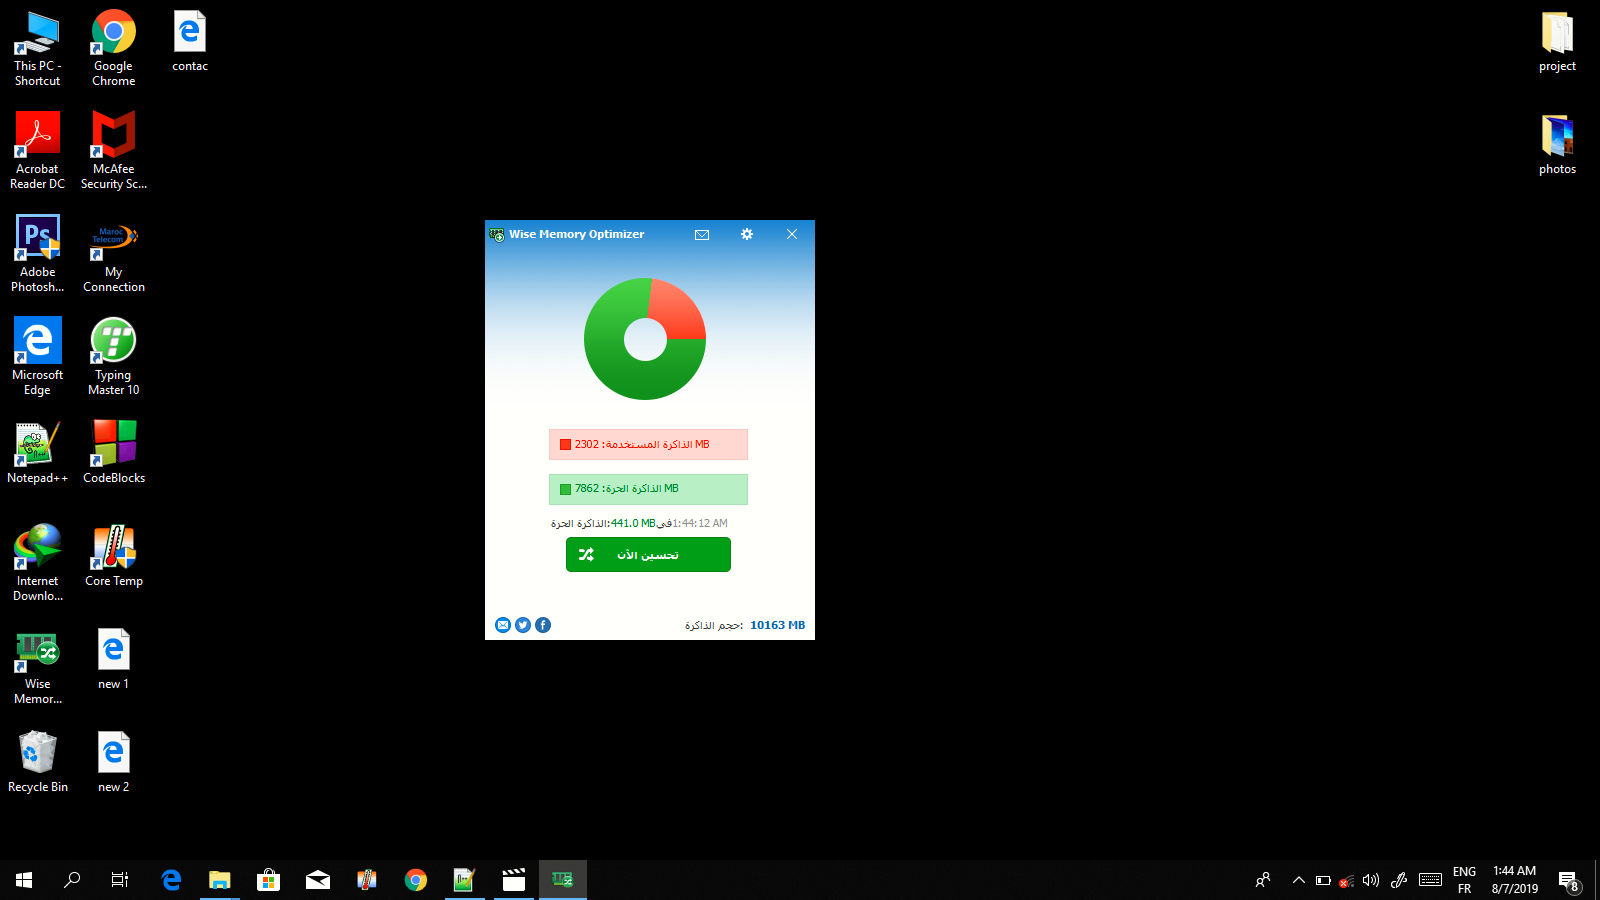 This PC -
Shortcut
Google
Chrome
contac
project
Acrobat
Reader DC
McAfee
Security Sc...
photos
Ps
Adobe
Photosh...
Maroc
Telecom
My
Connection
Wise Memory Optimizer
Microsoft
Edge
Typing
Master 10
Notepad++
CodeBlocks
الذاكرة المستخدمة: 2302 MB
الذاكرة الحرة: 7862 MB
الذاكرة الحرة:441.0 MBفي1:44:12 AM
تحسين الآن
Internet
Downlo...
Core Temp
حجم الذاكرة: 10163 MB
Wise
Memor...
new 1
Recycle Bin
new 2
ENG
FR
1:44 AM
8/7/2019
8